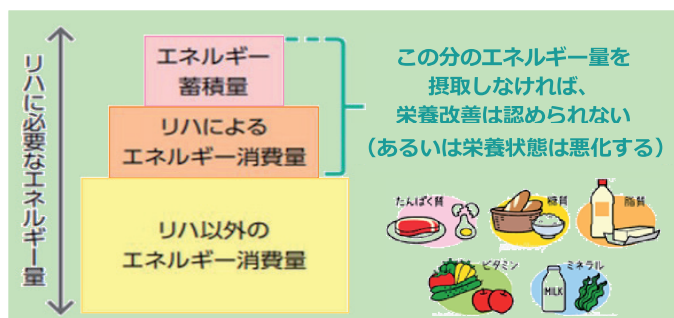 リハに必要なエネルギー量
エネルギー
蓄積量
リハによる
エネルギー消費量
リハ以外の
エネルギー消費量
この分のエネルギー量を
摂取しなければ、
栄養改善は認められない
（あるいは栄養状態は悪化する）
たんぱく質
糖質
脂質
ビタミン
ミネラル
MILK